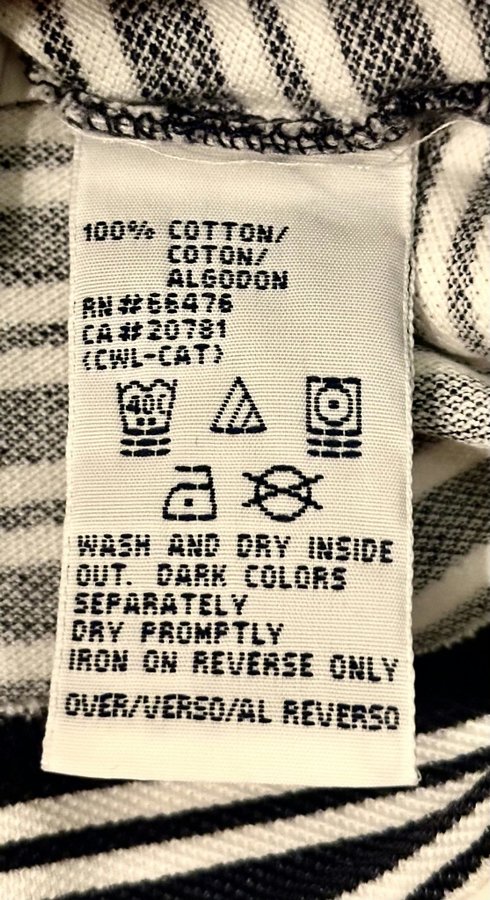 100% COTTON/
COTON/
ALGODON
RN#66476
CA#20781
(CWL-CAT)
40C
WASH AND DRY INSIDE
OUT. DARK COLORS
SEPARATELY
DRY PROMPTLY
IRON ON REVERSE ONLY
OVER/VERSO/AL REVERSO